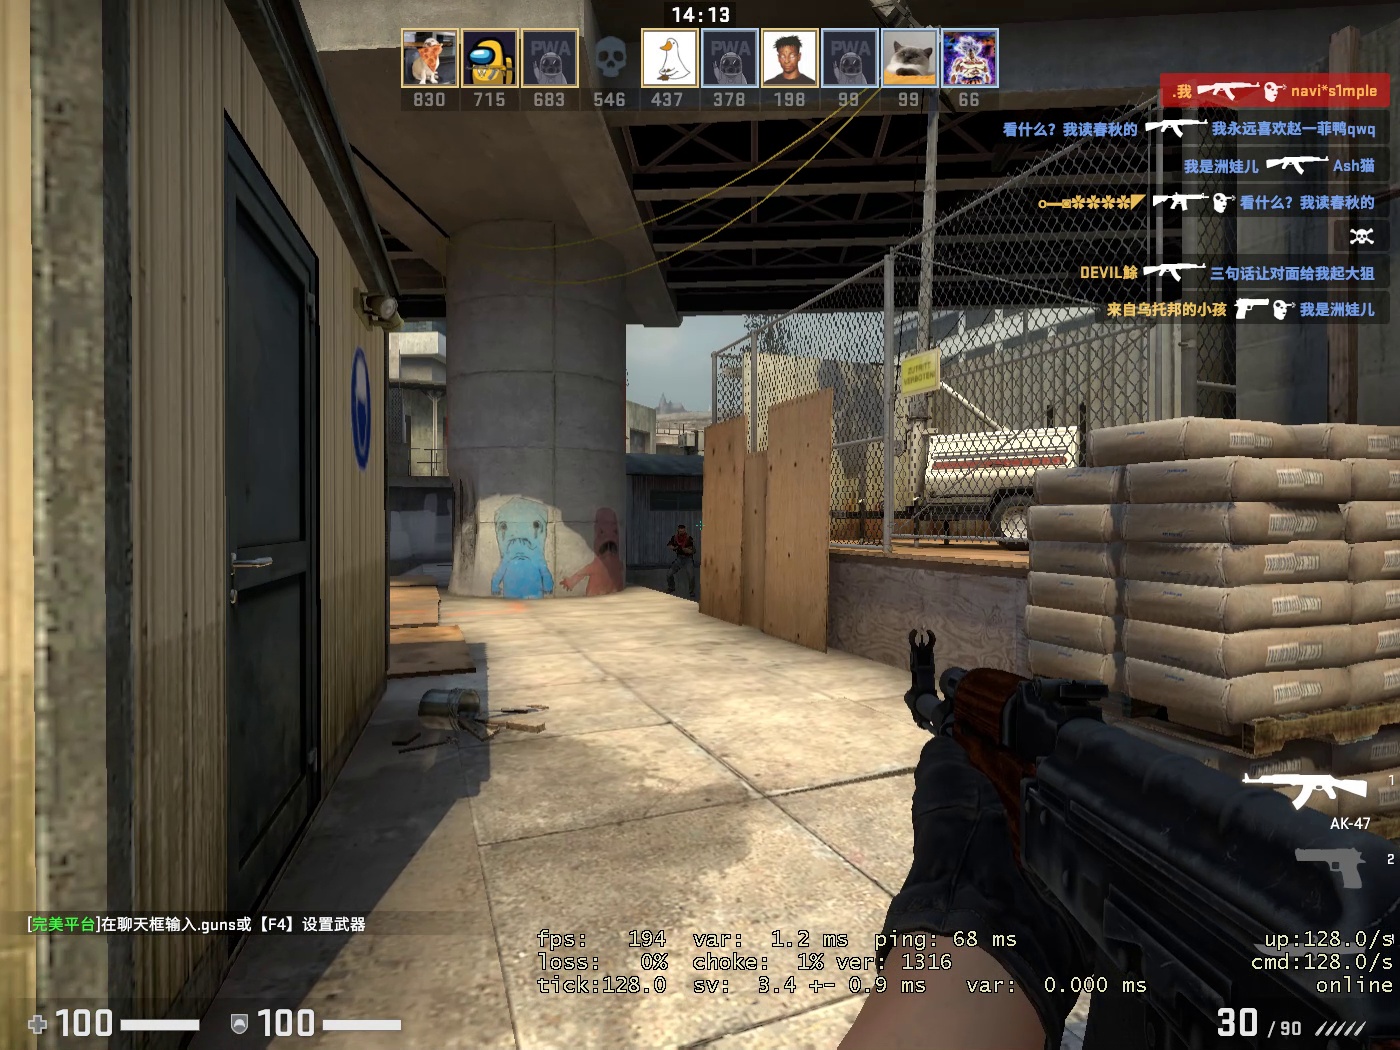 14:13
PWA PWA PWA
830 715 683 546 437 378 198 99 99 66
.我 navi*s1mple
看什么？我读春秋的 我永远喜欢赵一菲鸭qwq
我是洲娃儿 Ash猫
看什么？我读春秋的
DEVIL鮽 三句话让对面给我起大狙
来自乌托邦的小孩 我是洲娃儿
ZUTRITT
VERBOTEN!
1
AK-47
2
[完美平台]在聊天框输入.guns或【F4】设置武器
fps: 194 var: 1.2 ms ping: 68 ms
loss: 0% choke: 1% ver: 1316
tick:128.0 sv: 3.4 +- 0.9 ms var: 0.000 ms
up:128.0/s
cmd:128.0/s
online
100 100
30 / 90